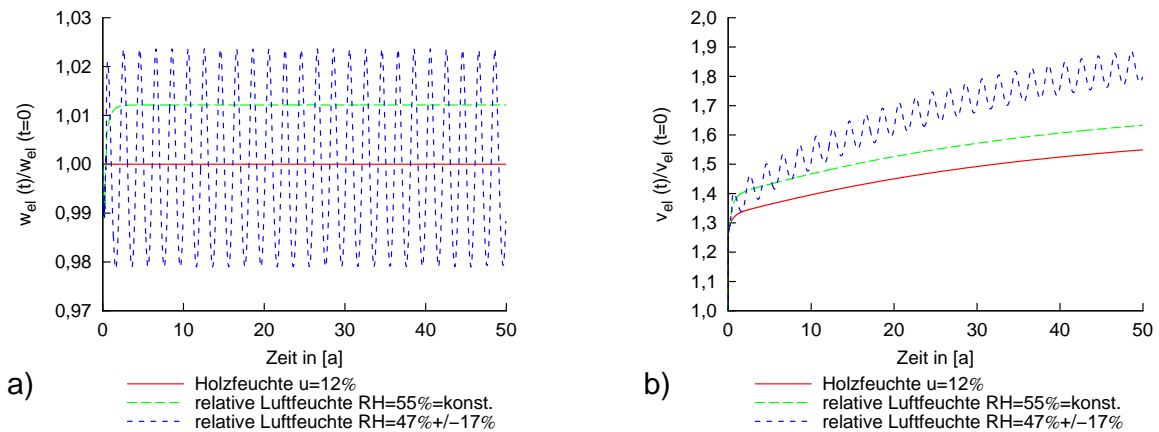 1,03
1,02
1,01
1,00
0,99
0,98
0,97
w_el (t)/w_el (t=0)
0 10 20 30 40 50
Zeit in [a]
a)
Holzfeuchte u=12%
relative Luftfeuchte RH=55%=konst.
relative Luftfeuchte RH=47%+/−17%
2,0
1,9
1,8
1,7
1,6
1,5
1,4
1,3
1,2
1,1
1,0
v_el (t)/v_el (t=0)
0 10 20 30 40 50
Zeit in [a]
b)
Holzfeuchte u=12%
relative Luftfeuchte RH=55%=konst.
relative Luftfeuchte RH=47%+/−17%